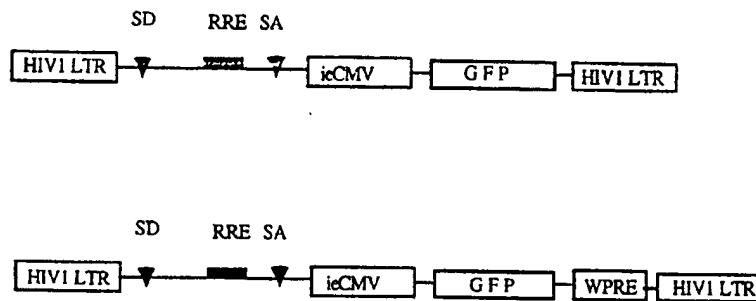 SD RRE SA
HIV1 LTR ieCMV GFP HIV1 LTR
SD RRE SA
HIV1 LTR ieCMV GFP WPRE HIV1 LTR